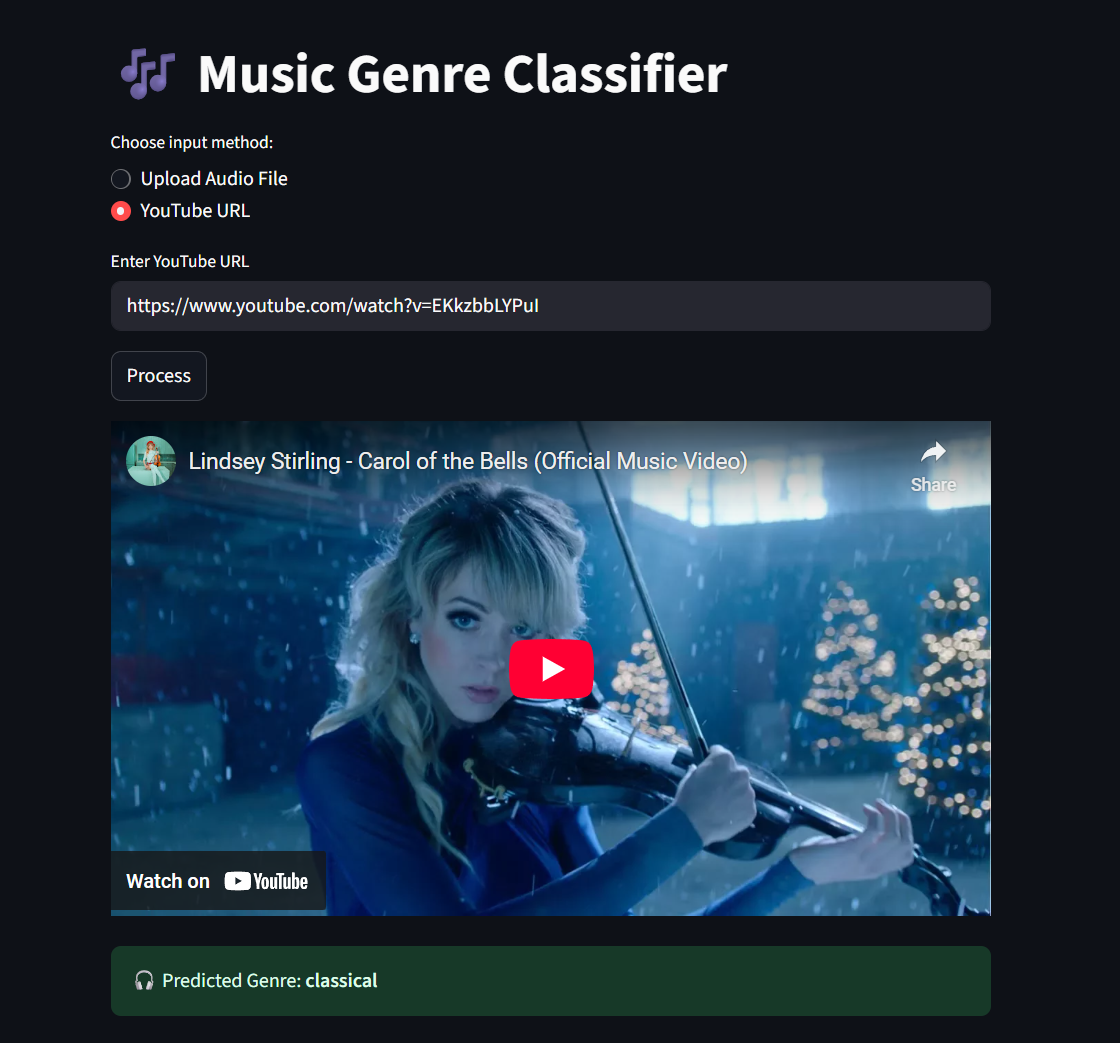 Music Genre Classifier
Choose input method:
Upload Audio File
YouTube URL
Enter YouTube URL
https://www.youtube.com/watch?v=EKkzbbLYPuI
Process
Lindsey Stirling - Carol of the Bells (Official Music Video)
Share
Watch on YouTube
Predicted Genre: classical